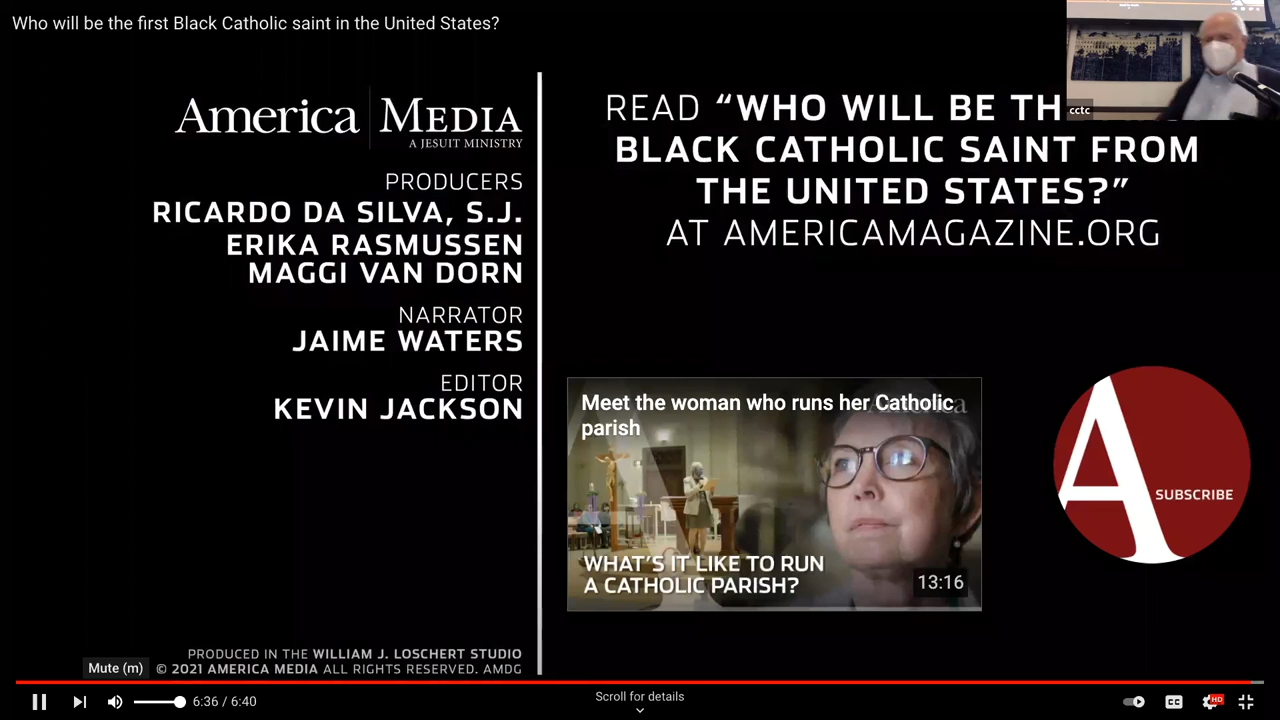 Who will be the first Black Catholic saint in the United States?
America MEDIA
A JESUIT MINISTRY
PRODUCERS
RICARDO DA SILVA, S.J.
ERIKA RASMUSSEN
MAGGI VAN DORN
NARRATOR
JAIME WATERS
EDITOR
KEVIN JACKSON
PRODUCED IN THE WILLIAM J. LOSCHERT STUDIO
© 2021 AMERICA MEDIA ALL RIGHTS RESERVED. AMDG
READ “WHO WILL BE TH
BLACK CATHOLIC SAINT FROM
THE UNITED STATES?”
AT AMERICAMAGAZINE.ORG
cctc
Meet the woman who runs her Catholic
parish
WHAT'S IT LIKE TO RUN
A CATHOLIC PARISH?
13:16
A SUBSCRIBE
Mute (m)
6:36 / 6:40
Scroll for details
CC
HD